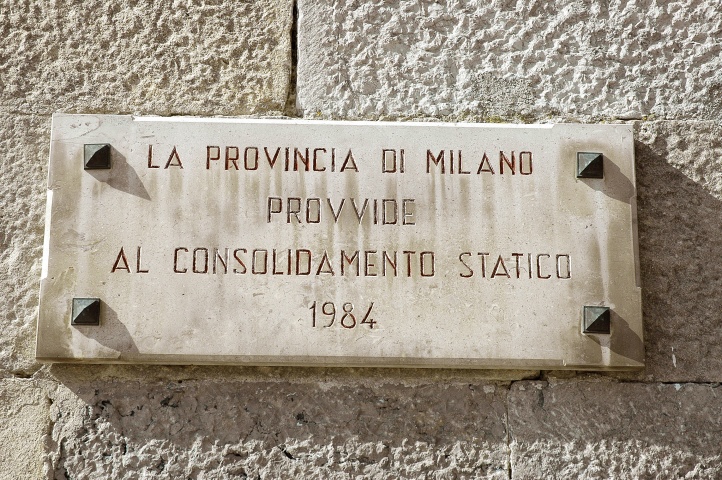 LA PROVINCIA DI MILANO
PROVVIDE
AL CONSOLIDAMENTO STATICO
1984